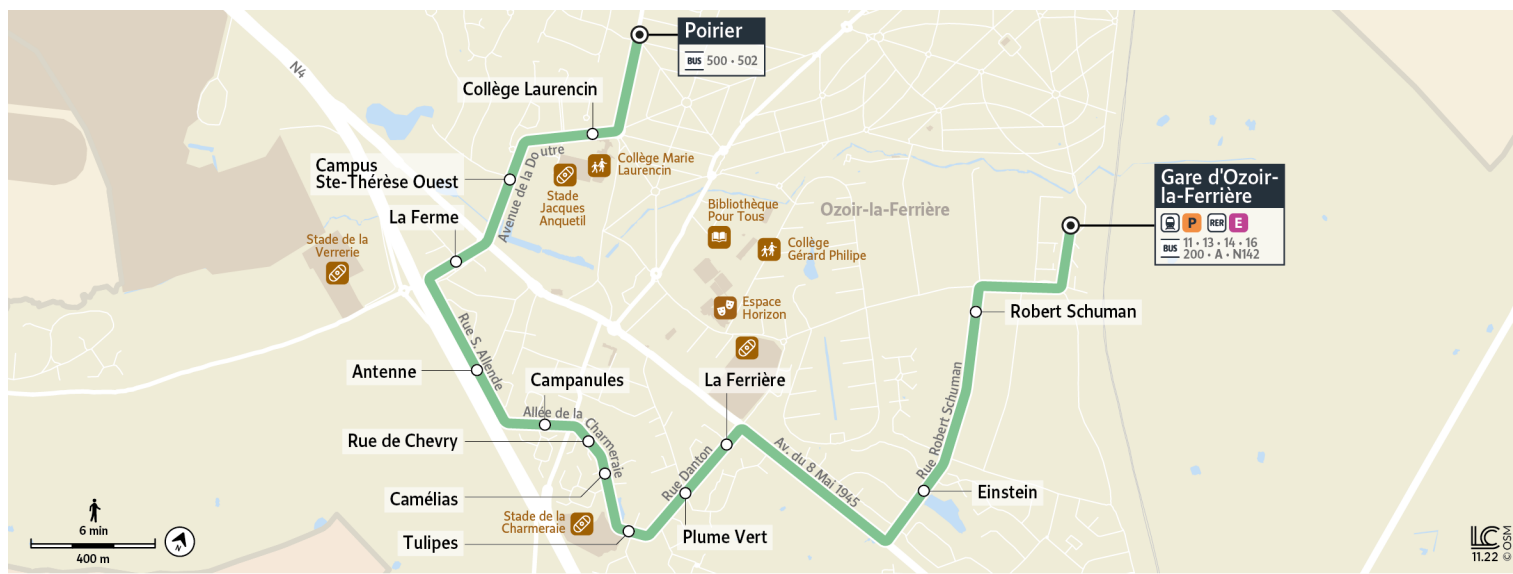 N4
Poirier
BUS 500 • 502
Collège Laurencin
Avenue de la Doutre
Collège Marie
Laurencin
Campus
Ste-Thérèse Ouest
Stade
Jacques
Anquetil
La Ferme
Bibliothèque
Pour Tous
Ozoir-la-Ferrière
Gare d'Ozoir-
la-Ferrière
P RER E
BUS 11 • 13 • 14 • 16
200 • A • N142
Stade de la
Verrerie
Collège
Gérard Philipe
Espace
Horizon
Robert Schuman
Rue S. Allende
Antenne
Campanules
La Ferrière
Allée de la Charmeraie
Rue de Chevry
Rue Robert Schuman
Rue Danton
Av. du 8 Mai 1945
Camélias
Einstein
Stade de la
Charmeraie
Tulipes
Plume Vert
6 min
400 m
N
LC
11.22
© OSM